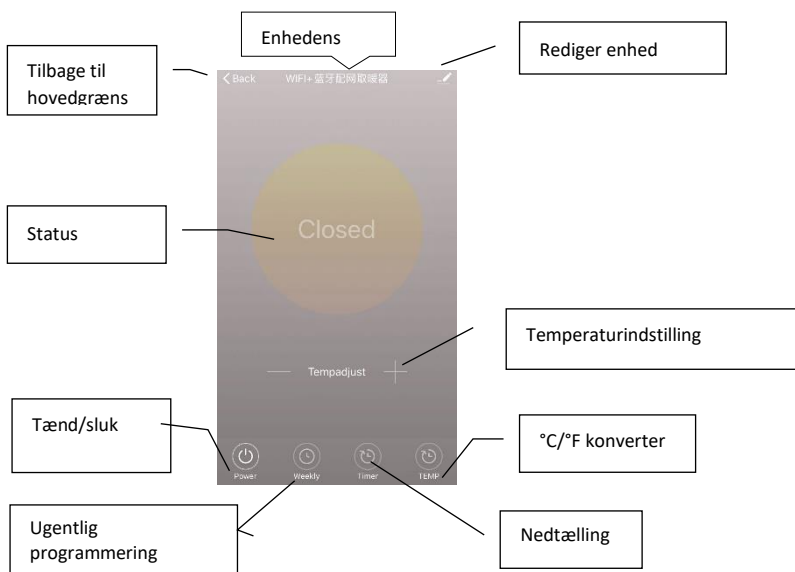 Enhedens
Rediger enhed
Tilbage til
hovedgræns
Back
WIFI+蓝牙配网取暖器
Status
Closed
Temperaturindstilling
Tempadjust
Tænd/sluk
°C/°F konverter
Power
Weekly
Timer
TEMP
Ugentlig
programmering
Nedtælling